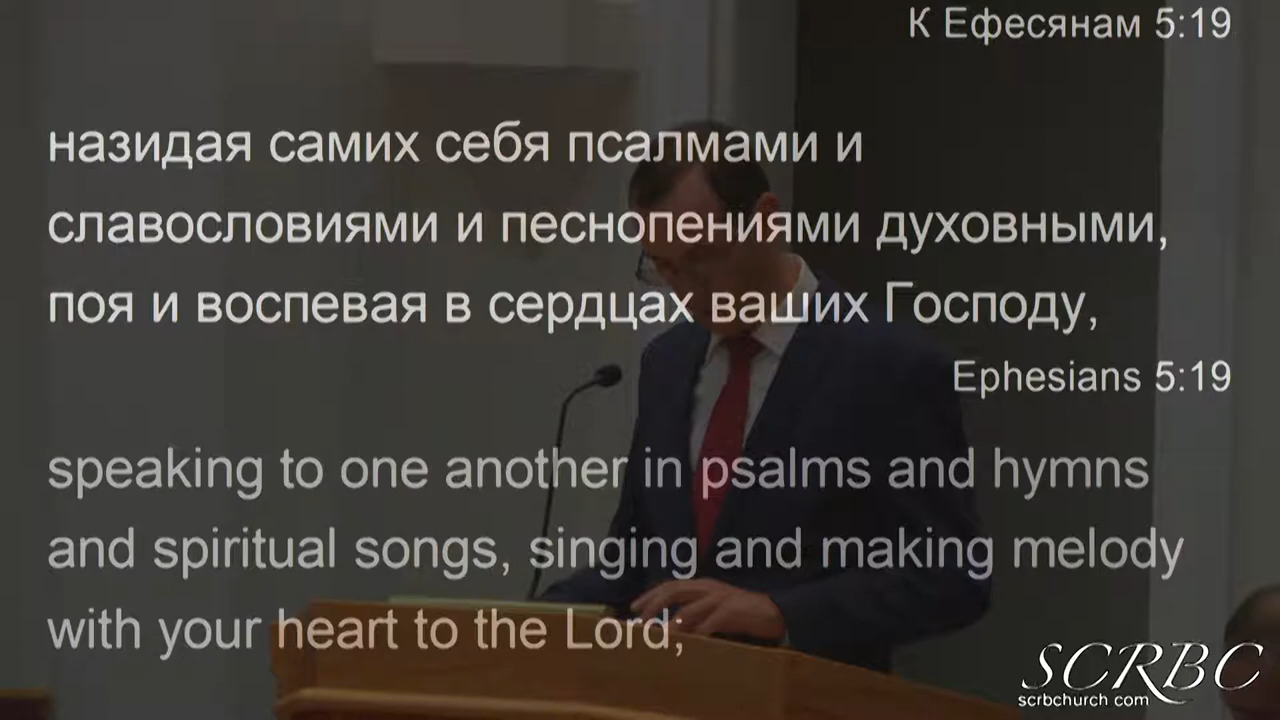 К Ефесянам 5:19
назидая самих себя псалмами и
славословиями и песнопениями духовными,
поя и воспевая в сердцах ваших Господу,
Ephesians 5:19
speaking to one another in psalms and hymns
and spiritual songs, singing and making melody
with your heart to the Lord;
SCRBC
scrbchurch com